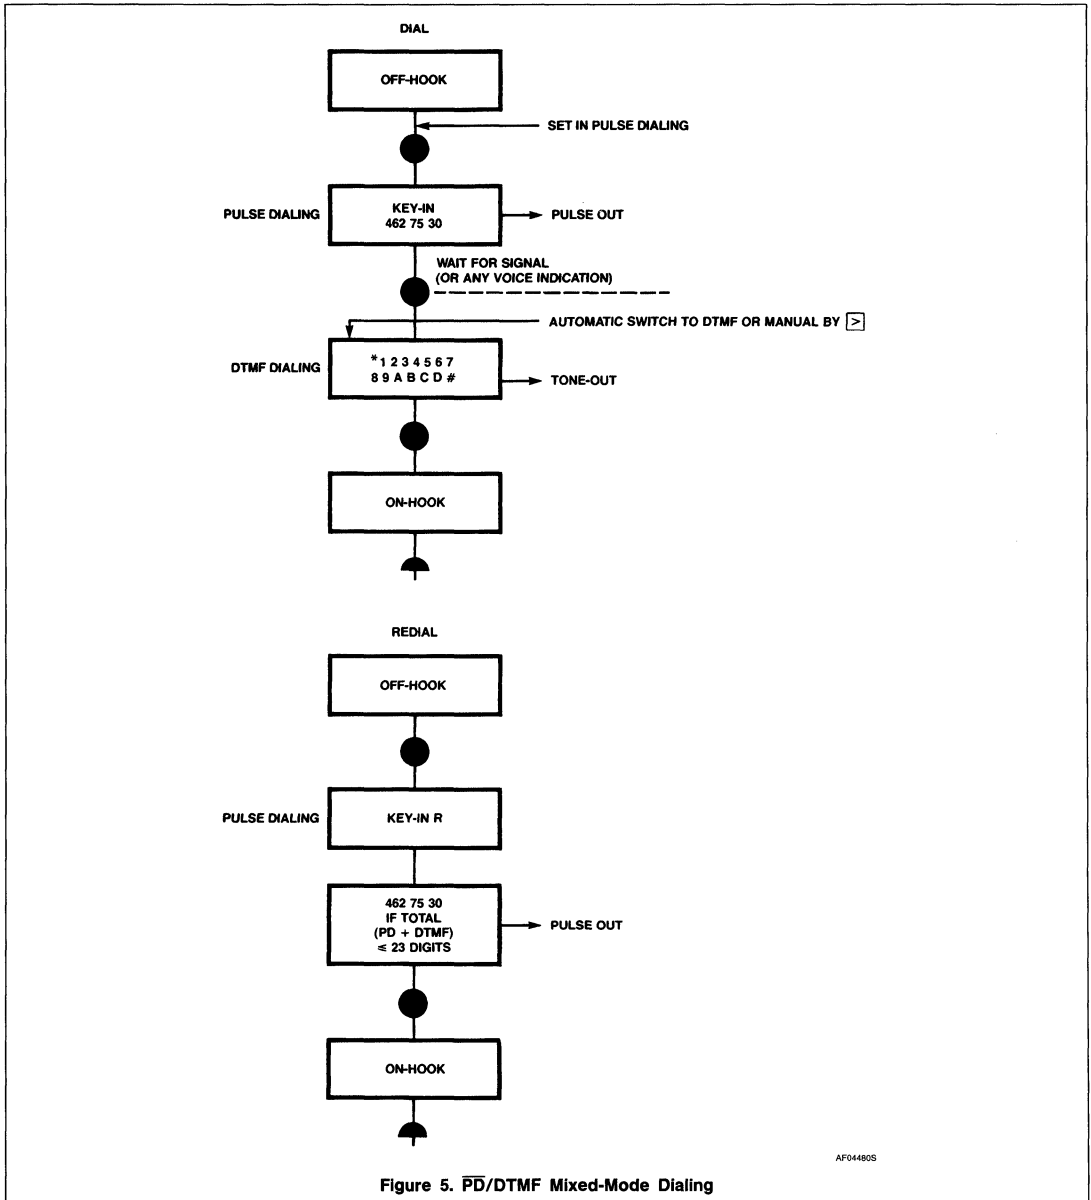 DIAL
OFF-HOOK
SET IN PULSE DIALING
PULSE DIALING
KEY-IN
462 75 30
PULSE OUT
WAIT FOR SIGNAL
(OR ANY VOICE INDICATION)
AUTOMATIC SWITCH TO DTMF OR MANUAL BY >
DTMF DIALING
*1 2 3 4 5 6 7
8 9 A B C D #
TONE-OUT
ON-HOOK
REDIAL
OFF-HOOK
PULSE DIALING
KEY-IN R
462 75 30
IF TOTAL
(PD + DTMF)
≤ 23 DIGITS
PULSE OUT
ON-HOOK
AF04480S
Figure 5. P̅D̅/DTMF Mixed-Mode Dialing